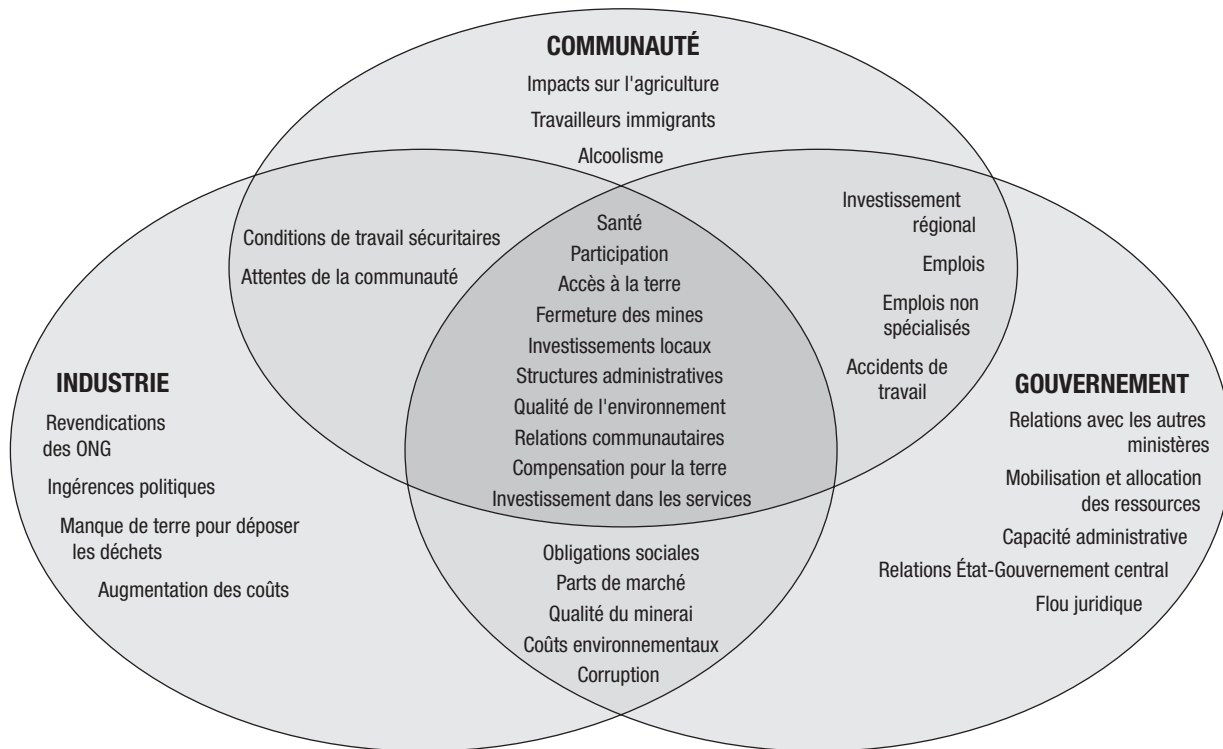 COMMUNAUTÉ
Impacts sur l'agriculture
Travailleurs immigrants
Alcoolisme
Conditions de travail sécuritaires
Attentes de la communauté
Santé
Participation
Accès à la terre
Fermeture des mines
Investissements locaux
Structures administratives
Qualité de l'environnement
Relations communautaires
Compensation pour la terre
Investissement dans les services
Investissement
régional
Emplois
Emplois non
spécialisés
Accidents de
travail
INDUSTRIE
Revendications
des ONG
Ingérences politiques
Manque de terre pour déposer
les déchets
Augmentation des coûts
GOUVERNEMENT
Relations avec les autres
ministères
Mobilisation et allocation
des ressources
Capacité administrative
Relations État-Gouvernement central
Flou juridique
Obligations sociales
Parts de marché
Qualité du minerai
Coûts environnementaux
Corruption